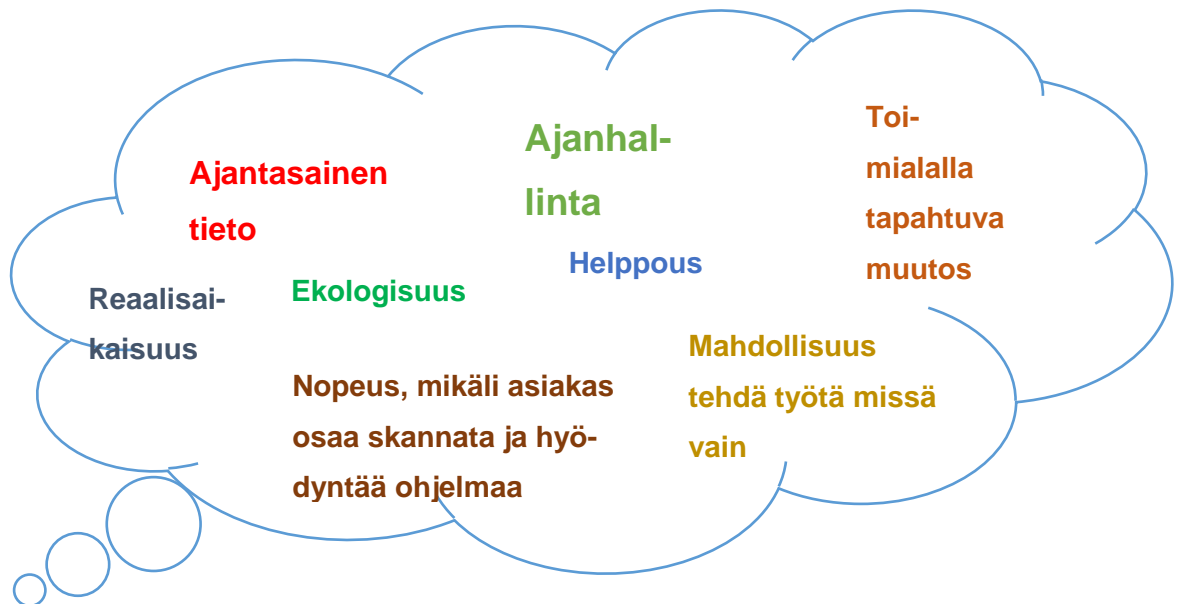 Ajantasainen
tieto
Ajanhal-
linta
Toi-
mialalla
tapahtuva
muutos
Reaalisai-
kaisuus
Ekologisuus
Helppous
Nopeus, mikäli asiakas
osaa skannata ja hyö-
dyntää ohjelmaa
Mahdollisuus
tehdä työtä missä
vain